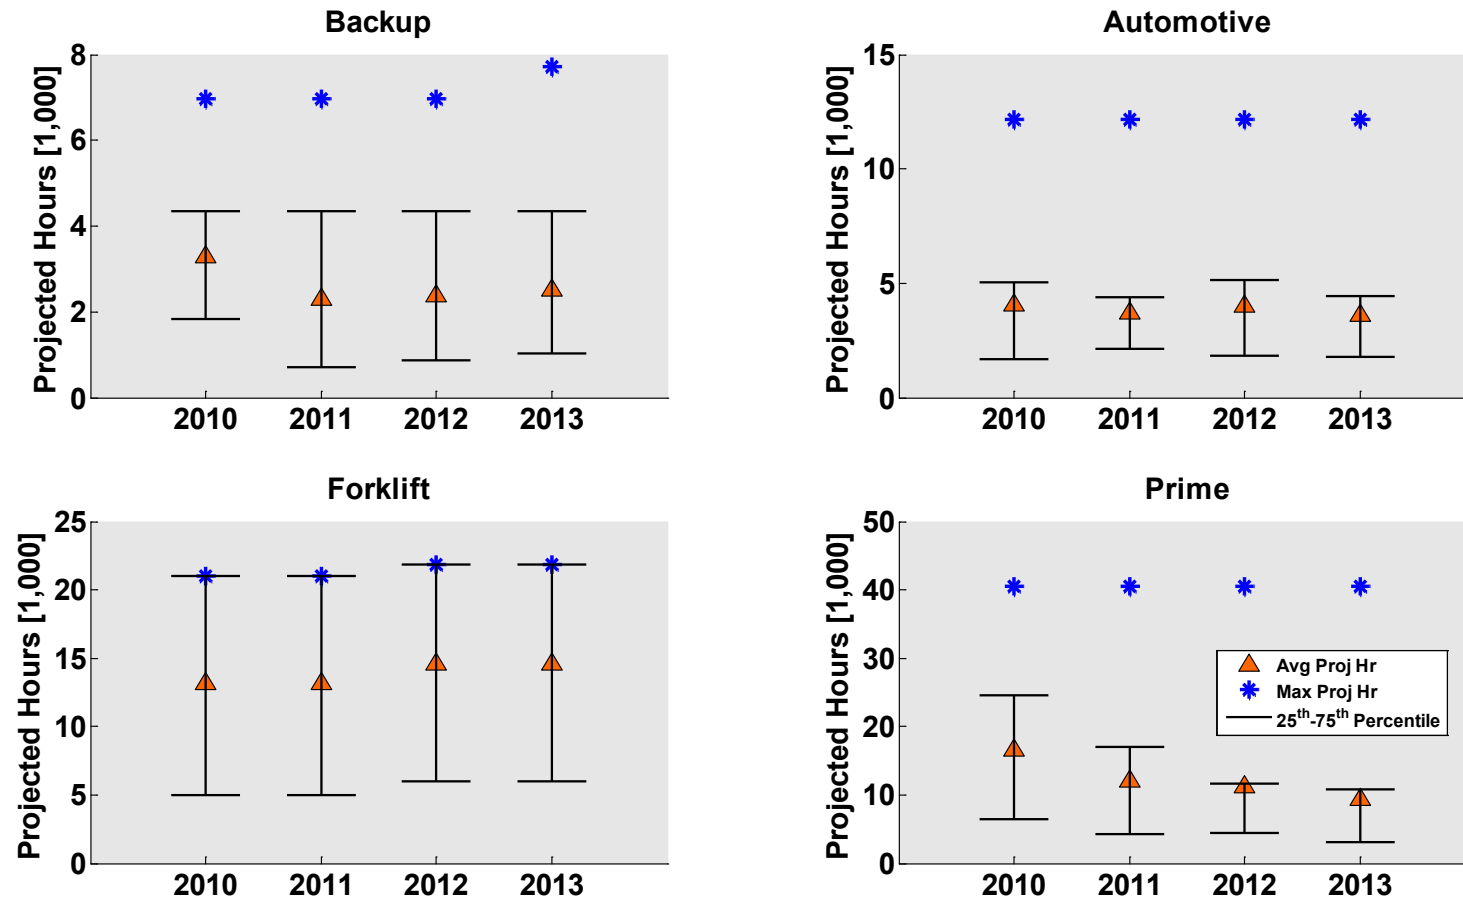 Backup
Projected Hours [1,000]
8
6
4
2
0
2010 2011 2012 2013
Automotive
Projected Hours [1,000]
15
10
5
0
2010 2011 2012 2013
Forklift
Projected Hours [1,000]
25
20
15
10
5
0
2010 2011 2012 2013
Prime
Projected Hours [1,000]
50
40
30
20
10
0
2010 2011 2012 2013
Avg Proj Hr
Max Proj Hr
25th-75th Percentile